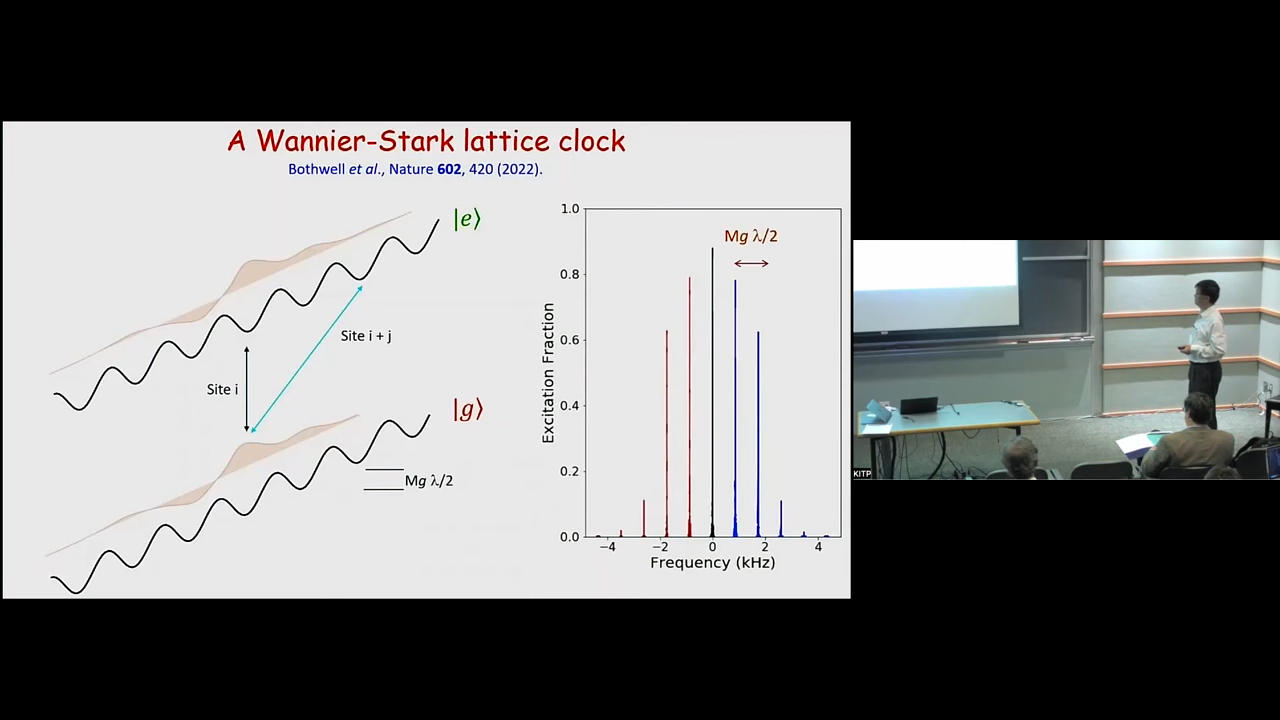 A Wannier-Stark lattice clock
Bothwell et al., Nature 602, 420 (2022).
|e⟩
Site i + j
Site i
|g⟩
Mg λ/2
Mg λ/2
1.0
0.8
0.6
0.4
0.2
0.0
Excitation Fraction
−4
−2
0
2
4
Frequency (kHz)
KITP